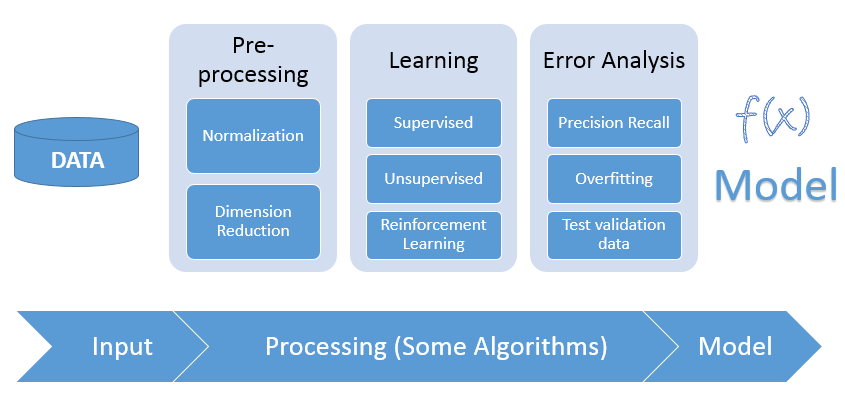 DATA
Pre-
processing
Normalization
Dimension
Reduction
Learning
Supervised
Unsupervised
Reinforcement
Learning
Error Analysis
Precision Recall
Overfitting
Test validation
data
f(x)
Model
Input
Processing (Some Algorithms)
Model